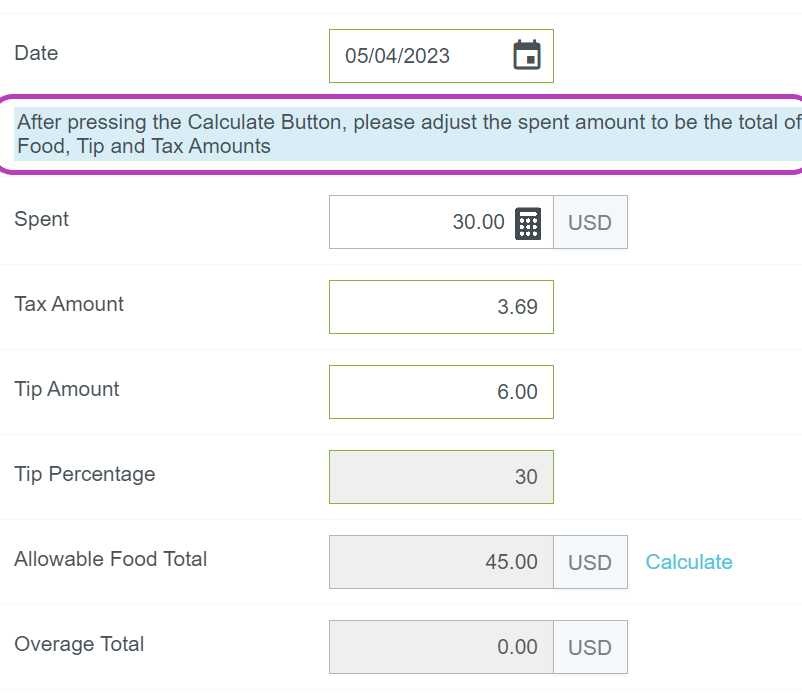 Date
05/04/2023
After pressing the Calculate Button, please adjust the spent amount to be the total of
Food, Tip and Tax Amounts
Spent
30.00
USD
Tax Amount
3.69
Tip Amount
6.00
Tip Percentage
30
Allowable Food Total
45.00
USD
Calculate
Overage Total
0.00
USD